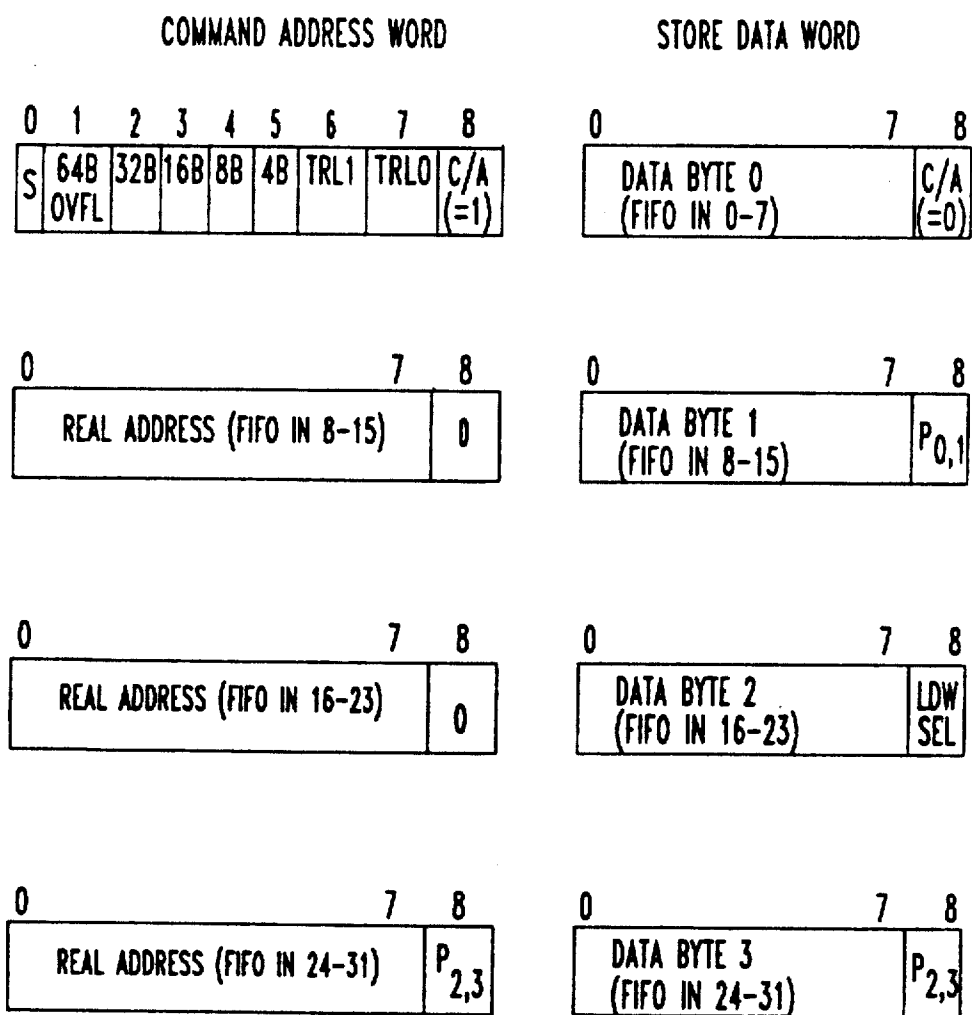 COMMAND ADDRESS WORD
STORE DATA WORD
0 1 2 3 4 5 6 7 8
S 64B OVFL 32B 16B 8B 4B TRL1 TRL0 C/A (=1)
0 7 8
DATA BYTE 0
(FIFO IN 0-7)
C/A
(=0)
0 7 8
REAL ADDRESS (FIFO IN 8-15) 0
0 7 8
DATA BYTE 1
(FIFO IN 8-15)
P0,1
0 7 8
REAL ADDRESS (FIFO IN 16-23) 0
0 7 8
DATA BYTE 2
(FIFO IN 16-23)
LDW
SEL
0 7 8
REAL ADDRESS (FIFO IN 24-31) P2,3
0 7 8
DATA BYTE 3
(FIFO IN 24-31)
P2,3